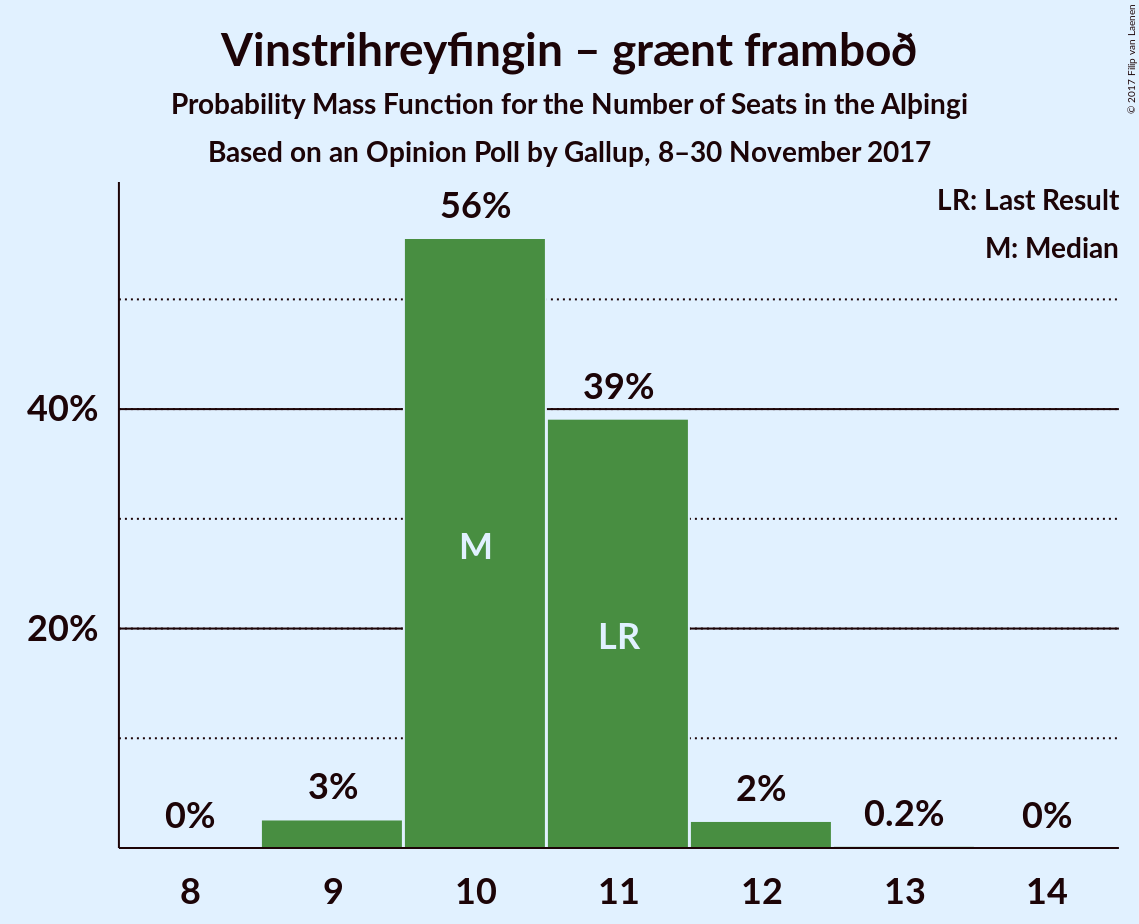 Vinstrihreyfingin – grænt framboð
Probability Mass Function for the Number of Seats in the Alþingi
Based on an Opinion Poll by Gallup, 8–30 November 2017
© 2017 Filip van Laenen
LR: Last Result
M: Median
56%
39%
40%
M
LR
20%
0%
3%
2%
0.2%
0%
8
9
10
11
12
13
14